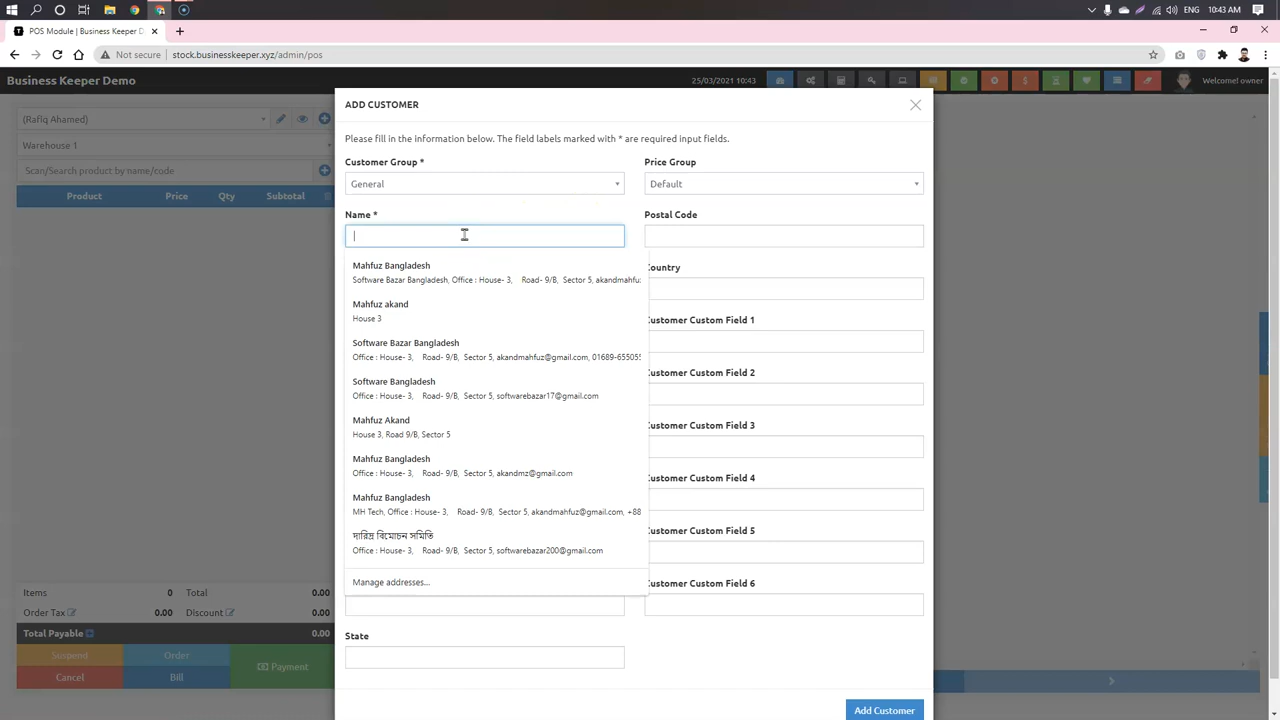 ENG
10:43 AM
POS Module | Business Keeper D
Not secure
stock.businesskeeper.xyz/admin/pos
Business Keeper Demo
25/03/2021 10:43
Welcome! owner
(Rafiq Ahamed)
Warehouse 1
Scan/Search product by name/code
Product Price Qty Subtotal
Items 0 Total 0.00
Order Tax 0.00 Discount 0.00
Total Payable 0.00
Suspend
Order
Payment
Cancel
Bill
ADD CUSTOMER
Please fill in the information below. The field labels marked with * are required input fields.
Customer Group *
Price Group
General
Default
Name *
Postal Code
Mahfuz Bangladesh
Software Bazar Bangladesh, Office : House- 3, Road- 9/B, Sector 5, akandmahfu
Mahfuz akand
House 3
Software Bazar Bangladesh
Office : House- 3, Road- 9/B, Sector 5, akandmahfuz@gmail.com, 01689-655055
Software Bangladesh
Office : House- 3, Road- 9/B, Sector 5, softwarebazar17@gmail.com
Mahfuz Akand
House 3, Road 9/B, Sector 5
Mahfuz Bangladesh
Office : House- 3, Road- 9/B, Sector 5, akandmz@gmail.com
Mahfuz Bangladesh
MH Tech, Office : House- 3, Road- 9/B, Sector 5, akandmahfuz@gmail.com, +88
দারিদ্র বিমোচন সমিতি
Office : House- 3, Road- 9/B, Sector 5, softwarebazar200@gmail.com
Manage addresses...
Country
Customer Custom Field 1
Customer Custom Field 2
Customer Custom Field 3
Customer Custom Field 4
Customer Custom Field 5
Customer Custom Field 6
State
Add Customer